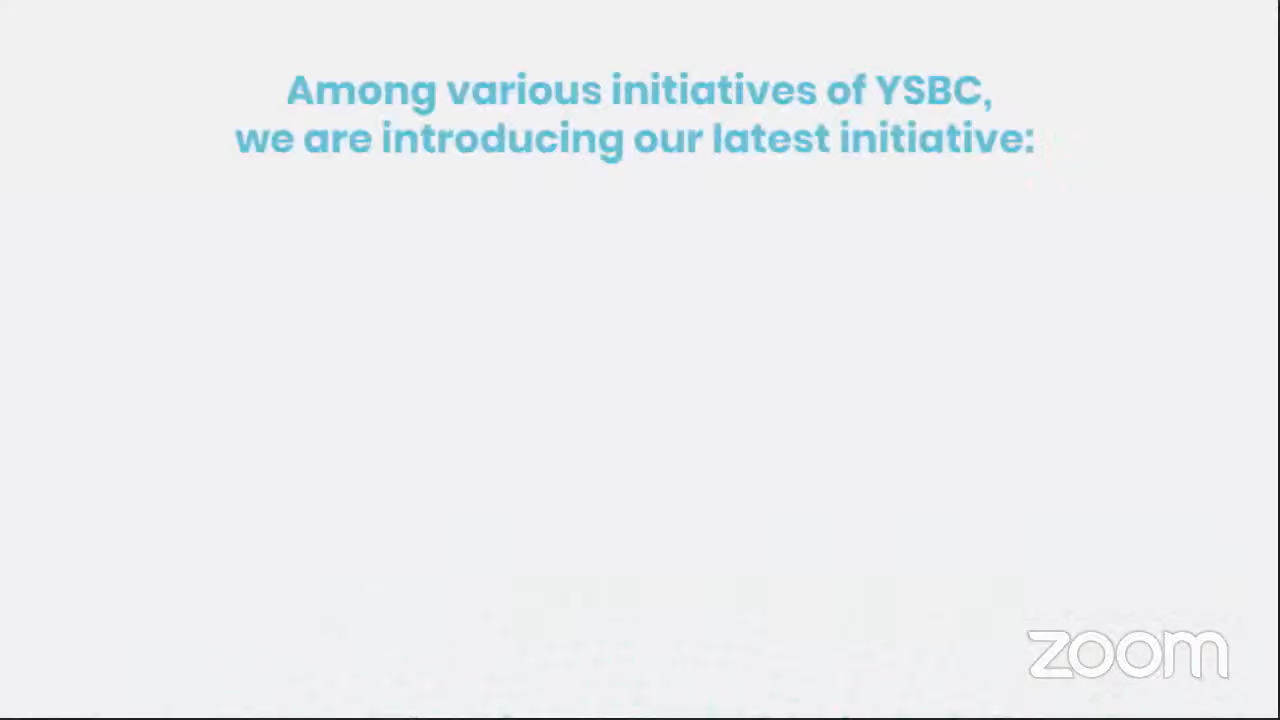 Among various initiatives of YSBC,
we are introducing our latest initiative:
zoom